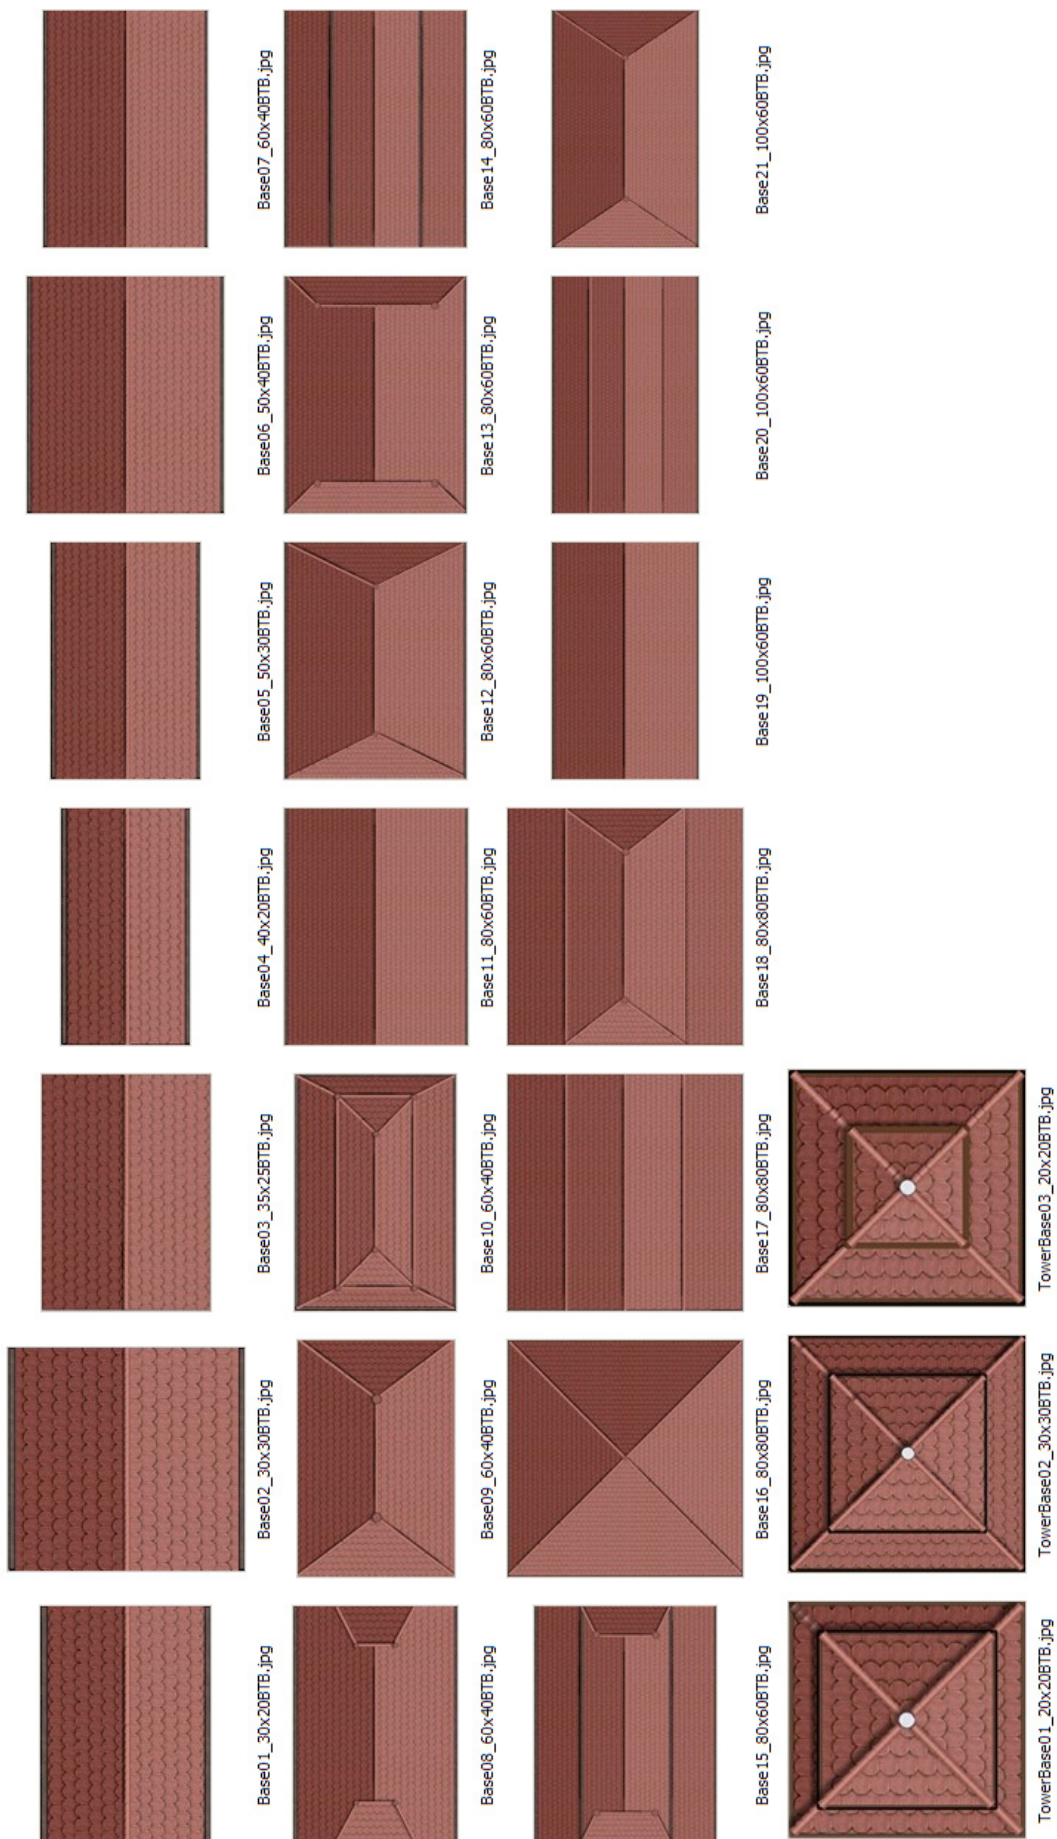 Base01_30x20BTB.jpg
Base02_30x30BTB.jpg
Base03_35x25BTB.jpg
Base04_40x20BTB.jpg
Base05_50x30BTB.jpg
Base06_50x40BTB.jpg
Base07_60x40BTB.jpg
Base08_60x40BTB.jpg
Base09_60x40BTB.jpg
Base10_60x40BTB.jpg
Base11_80x60BTB.jpg
Base12_80x60BTB.jpg
Base13_80x60BTB.jpg
Base14_80x60BTB.jpg
Base15_80x60BTB.jpg
Base16_80x80BTB.jpg
Base17_80x80BTB.jpg
Base18_80x80BTB.jpg
Base19_100x60BTB.jpg
Base20_100x60BTB.jpg
Base21_100x60BTB.jpg
TowerBase01_20x20BTB.jpg
TowerBase02_30x30BTB.jpg
TowerBase03_20x20BTB.jpg